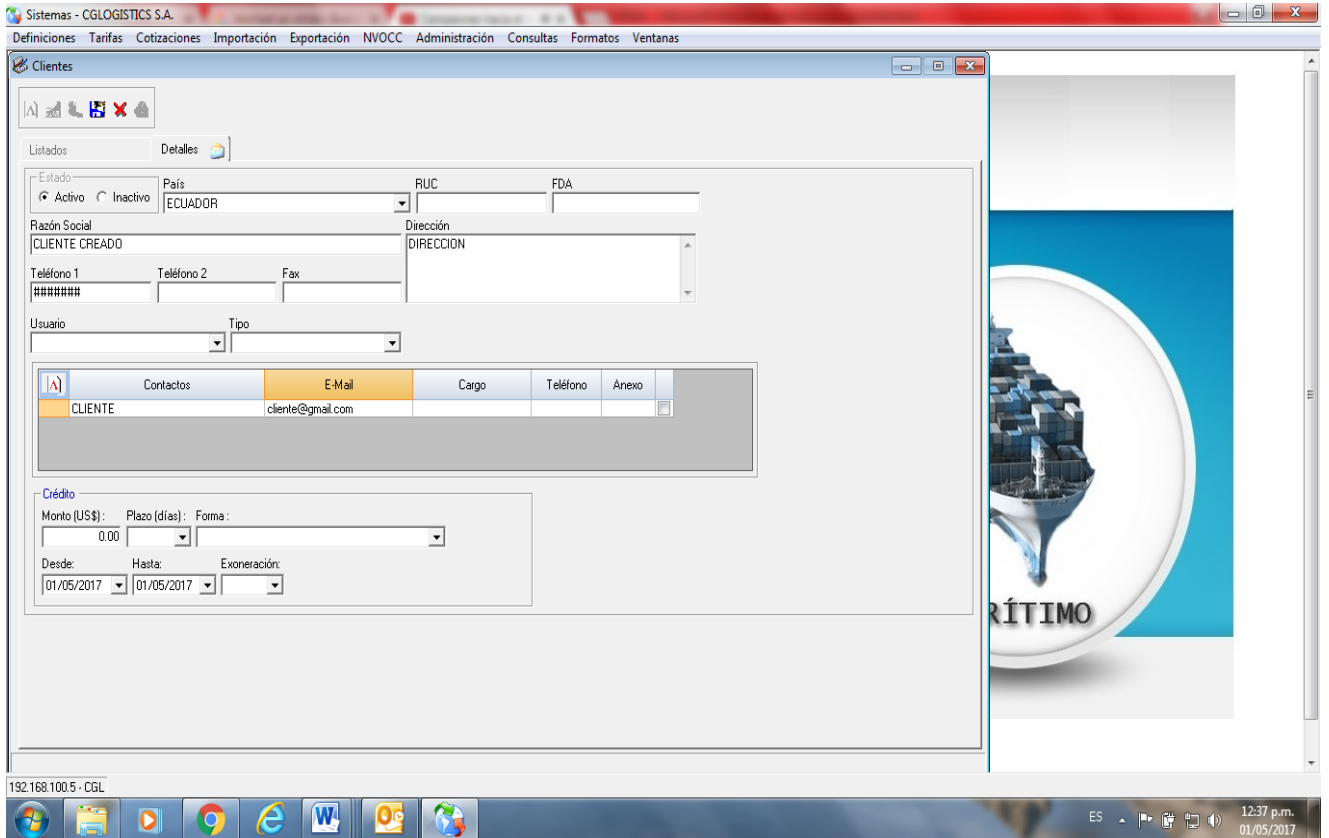 Sistemas - CGLOGISTICS S.A.
Definiciones Tarifas Cotizaciones Importación Exportación NVOCC Administración Consultas Formatos Ventanas
Clientes
Listados Detalles
Estado
Activo Inactivo
País RUC FDA
ECUADOR
Razón Social Dirección
CLIENTE CREADO DIRECCION
Teléfono 1 Teléfono 2 Fax
#######
Usuario Tipo
Contactos E-Mail Cargo Teléfono Anexo
CLIENTE cliente@gmail.com
Crédito
Monto (US$) : Plazo (días) : Forma :
0.00
Desde: Hasta: Exoneración:
01/05/2017 01/05/2017
RÍTIMO
192.168.100.5 - CGL
ES 12:37 p.m.
01/05/2017